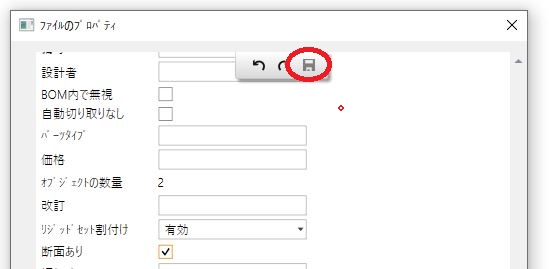 ファイルのプロパティ
設計者
BOM内で無視
自動切り取りなし
パーツタイプ
価格
オブジェクトの数量 2
改訂
リジッドセット割付け 有効
断面あり